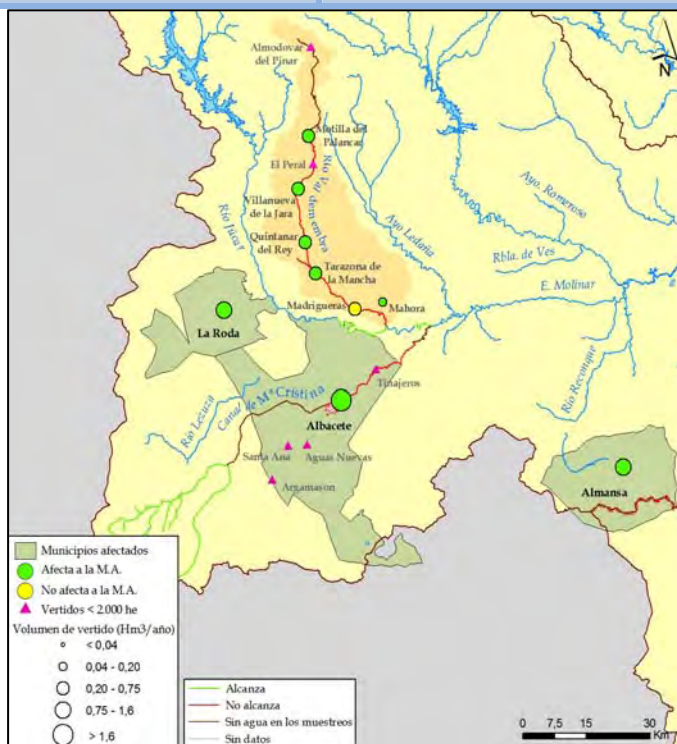 Almodovar
del Pinar
N
Motilla del
Palancar
El Peral
Río Valdemembra
Villanueva
de la Jara
Ayo Ledaña
Ayo. Romeroso
Río Júcar
Quintanar
del Rey
Rbla. de Ves
Tarazona de
la Mancha
E. Molinar
Madrigueras
Mahora
La Roda
Río Reconque
Tinajeros
Canal de Mª Cristina
Río Lezuza
Albacete
Santa Ana
Aguas Nuevas
Argamason
Almansa
Municipios afectados
Afecta a la M.A.
No afecta a la M.A.
Vertidos < 2.000 he
Volumen de vertido (Hm3/año)
< 0,04
0,04 - 0,20
0,20 - 0,75
0,75 - 1,6
> 1,6
Alcanza
No alcanza
Sin agua en los muestreos
Sin datos
0 7,5 15 30
Km